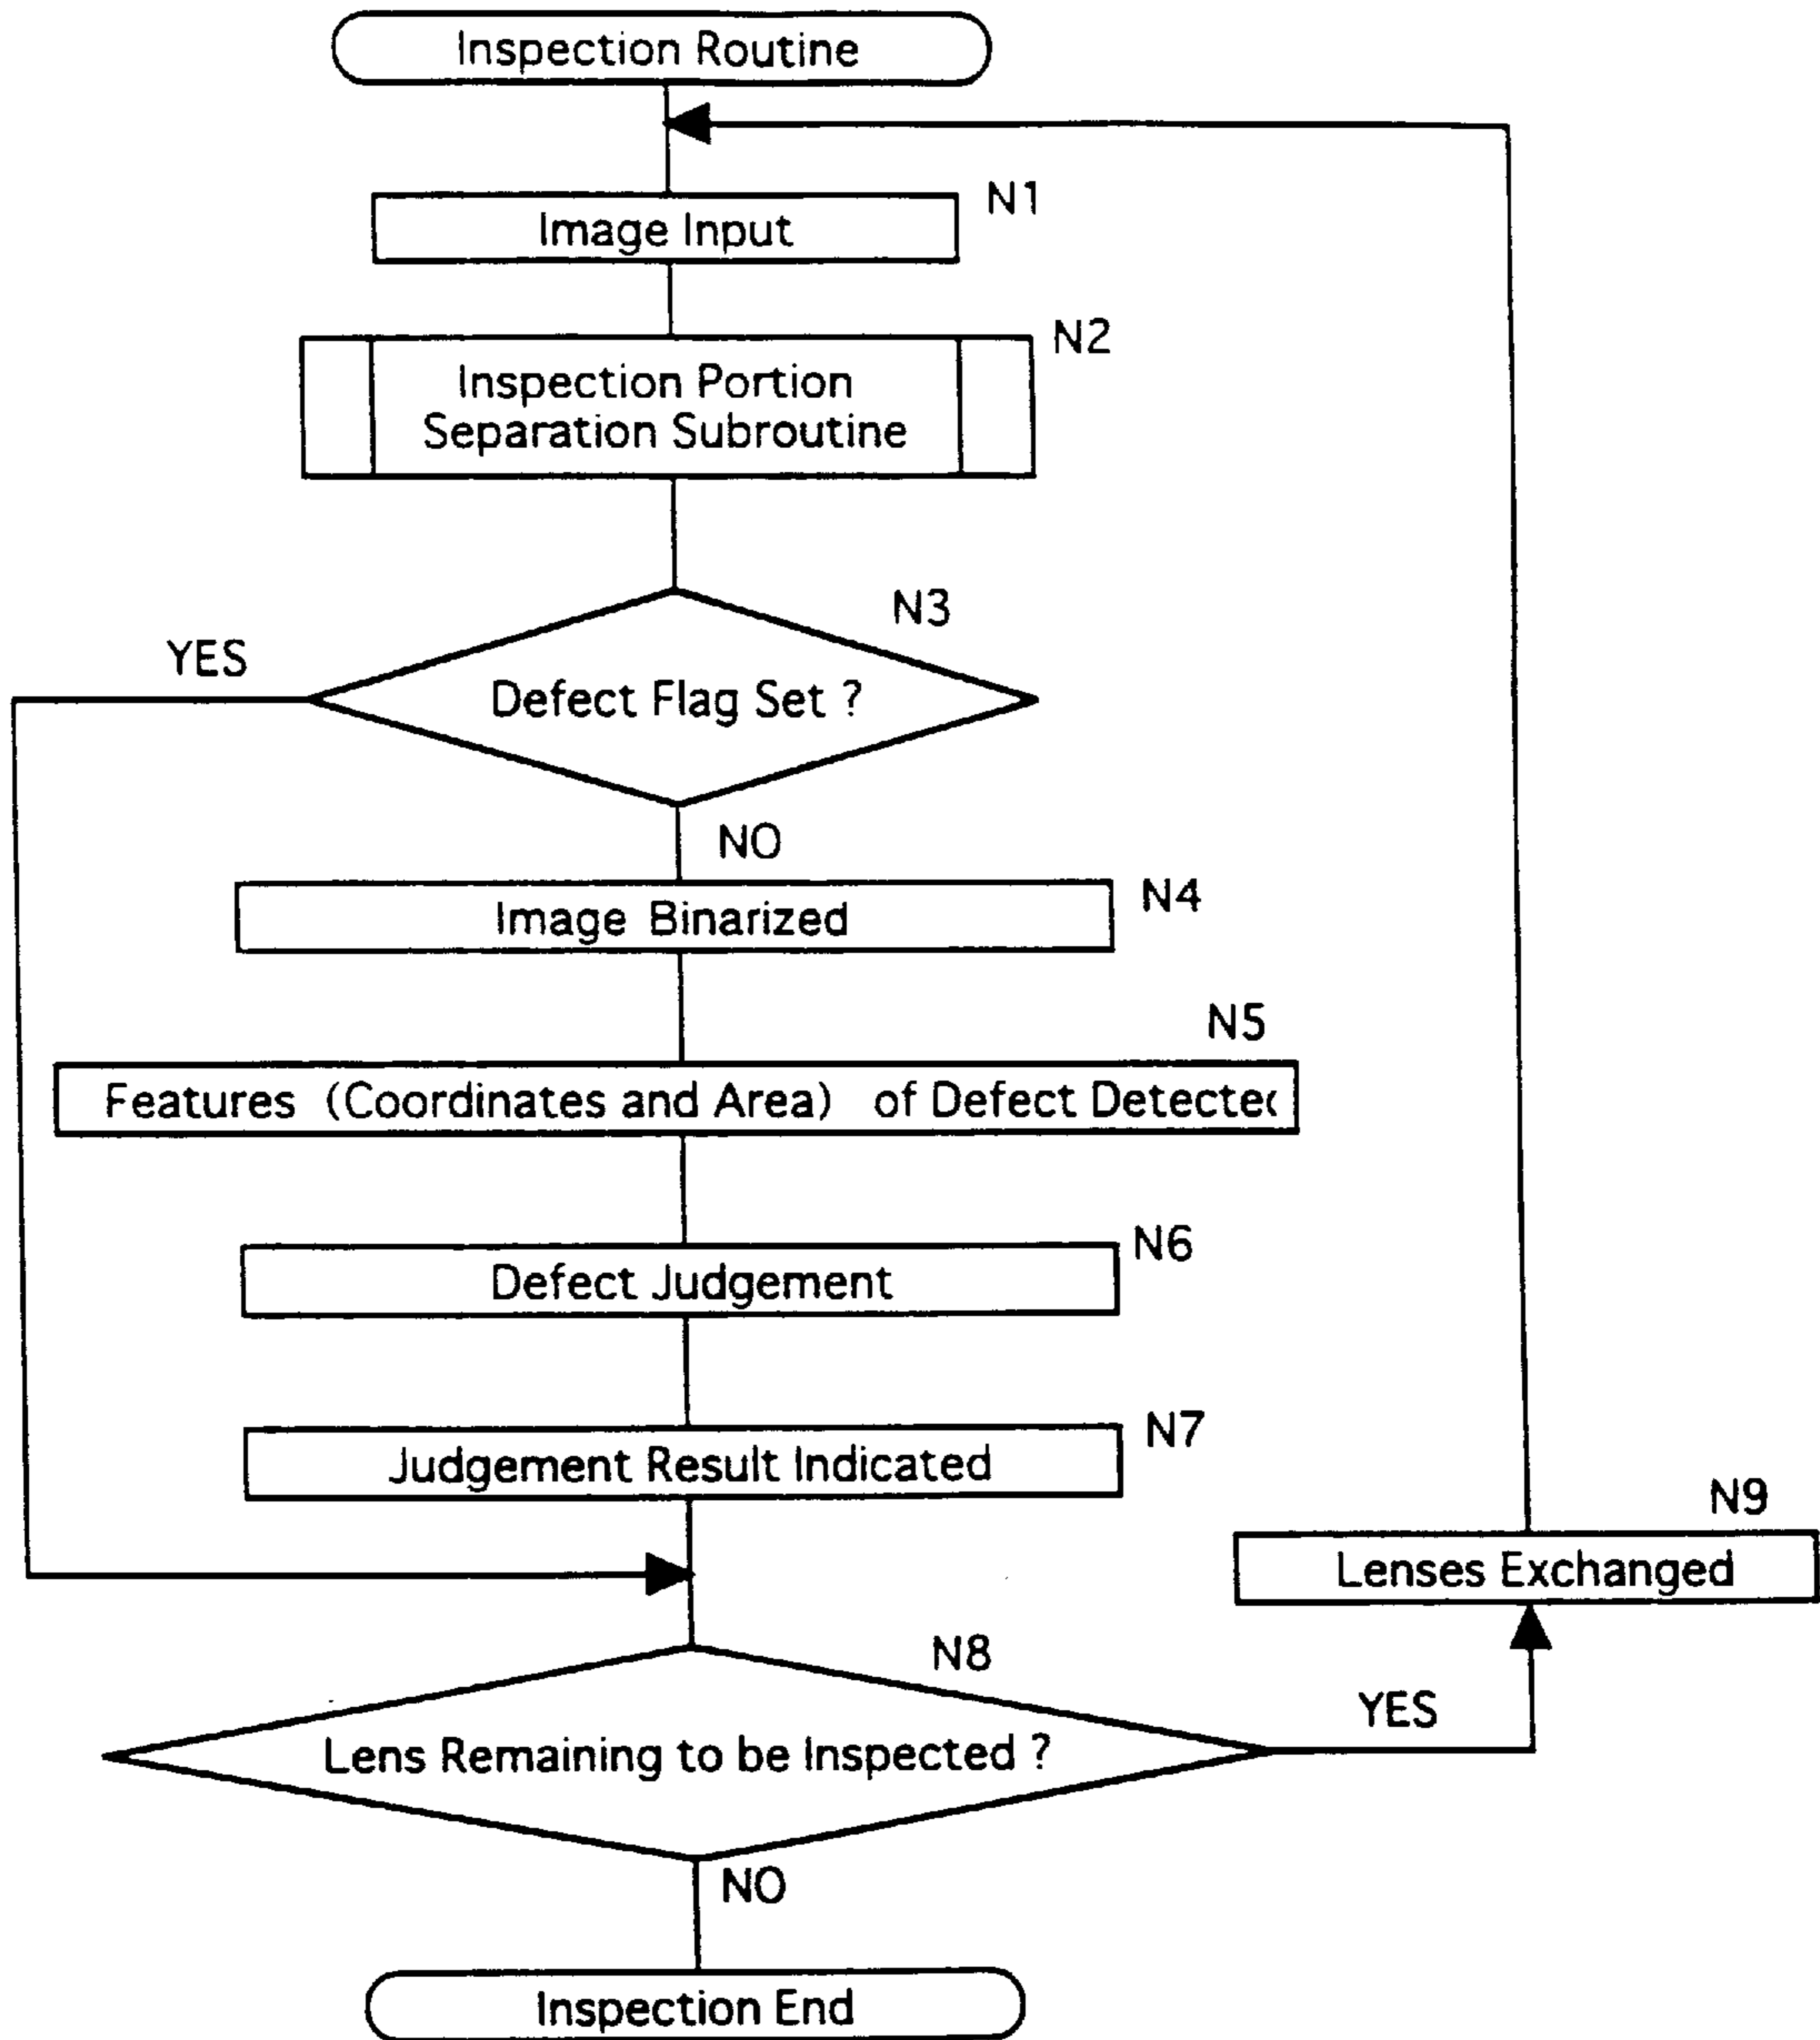 Inspection Routine
N1
Image Input
N2
Inspection Portion
Separation Subroutine
N3
YES
Defect Flag Set ?
NO
N4
Image Binarized
N5
Features (Coordinates and Area) of Defect Detected
N6
Defect Judgement
N7
Judgement Result Indicated
N9
Lenses Exchanged
N8
YES
Lens Remaining to be Inspected ?
NO
Inspection End